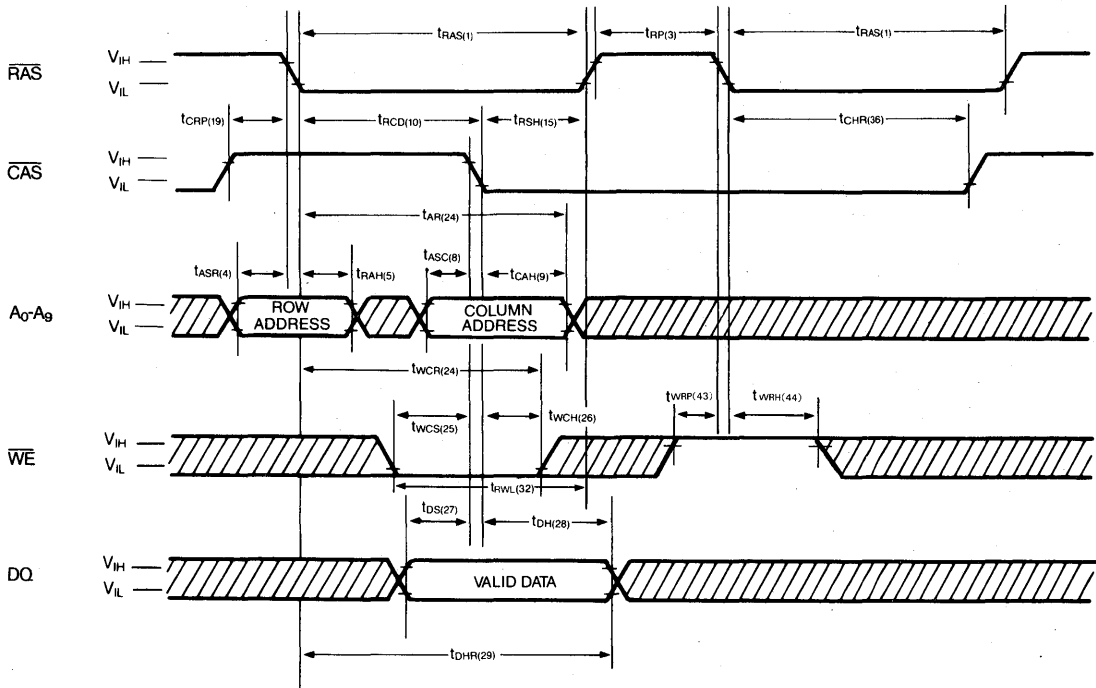 tRAS(1) tRP(3) tRAS(1)
RAS VIH
VIL
tCRP(19) tRCD(10) tRSH(15) tCHR(36)
CAS VIH
VIL
tAR(24)
tASR(4) tRAH(5) tASC(8) tCAH(9)
A0-A9 VIH
VIL
ROW
ADDRESS
COLUMN
ADDRESS
tWCR(24)
tWCS(25) tWCH(26) tWRP(43) tWRH(44)
WE VIH
VIL
tRWL(32)
tDS(27) tDH(28)
DQ VIH
VIL
VALID DATA
tDHR(29)